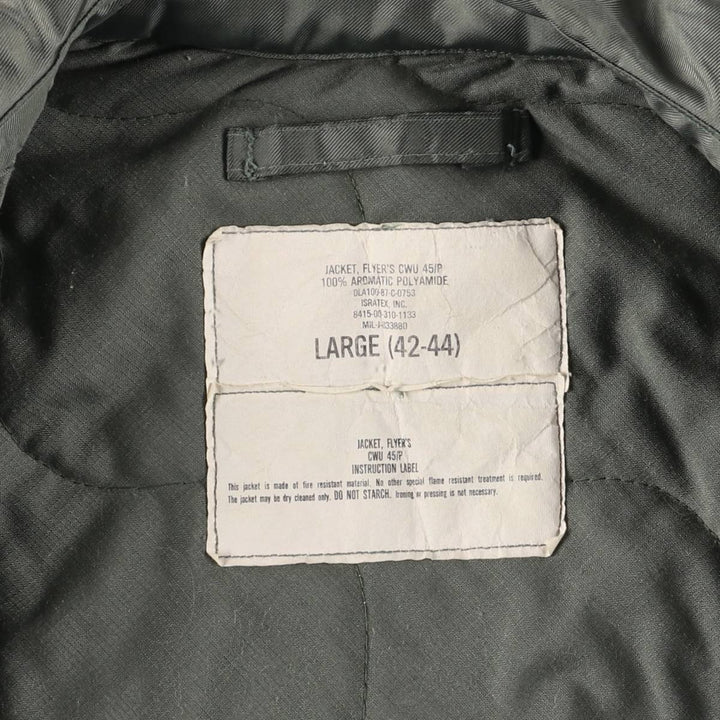 JACKET, FLYER'S CWU 45/P
100% AROMATIC POLYAMIDE
DLA100-87-C-0753
ISRATEX, INC.
8415-00-310-1133
LARGE (42-44)
JACKET, FLYER'S
CWU 45/P
INSTRUCTION LABEL
This jacket is made of fire resistant material. No other special flame resistant treatment is required.
The jacket may be dry cleaned only. DO NOT STARCH. Ironing or pressing is not necessary.